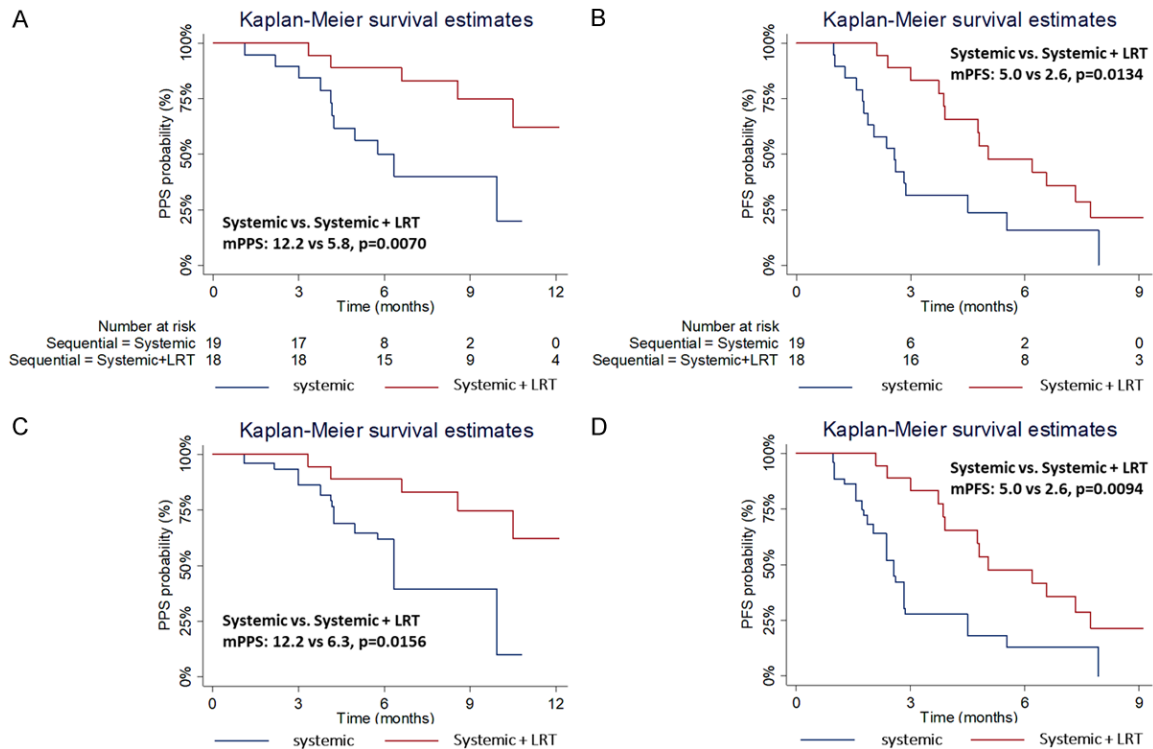 A
Kaplan-Meier survival estimates
PPS probability (%)
100%
75%
50%
25%
0%
Systemic vs. Systemic + LRT
mPPS: 12.2 vs 5.8, p=0.0070
0 3 6 9 12
Time (months)
Number at risk
Sequential = Systemic 19 17 8 2 0
Sequential = Systemic+LRT 18 18 15 9 4
systemic Systemic + LRT
B
Kaplan-Meier survival estimates
PFS probability (%)
100%
75%
50%
25%
0%
Systemic vs. Systemic + LRT
mPFS: 5.0 vs 2.6, p=0.0134
0 3 6 9
Time (months)
Number at risk
Sequential = Systemic 19 6 2 0
Sequential = Systemic+LRT 18 16 8 3
systemic Systemic + LRT
C
Kaplan-Meier survival estimates
PPS probability (%)
100%
75%
50%
25%
0%
Systemic vs. Systemic + LRT
mPPS: 12.2 vs 6.3, p=0.0156
0 3 6 9 12
Time (months)
systemic Systemic + LRT
D
Kaplan-Meier survival estimates
PFS probability (%)
100%
75%
50%
25%
0%
Systemic vs. Systemic + LRT
mPFS: 5.0 vs 2.6, p=0.0094
0 3 6 9
Time (months)
systemic Systemic + LRT